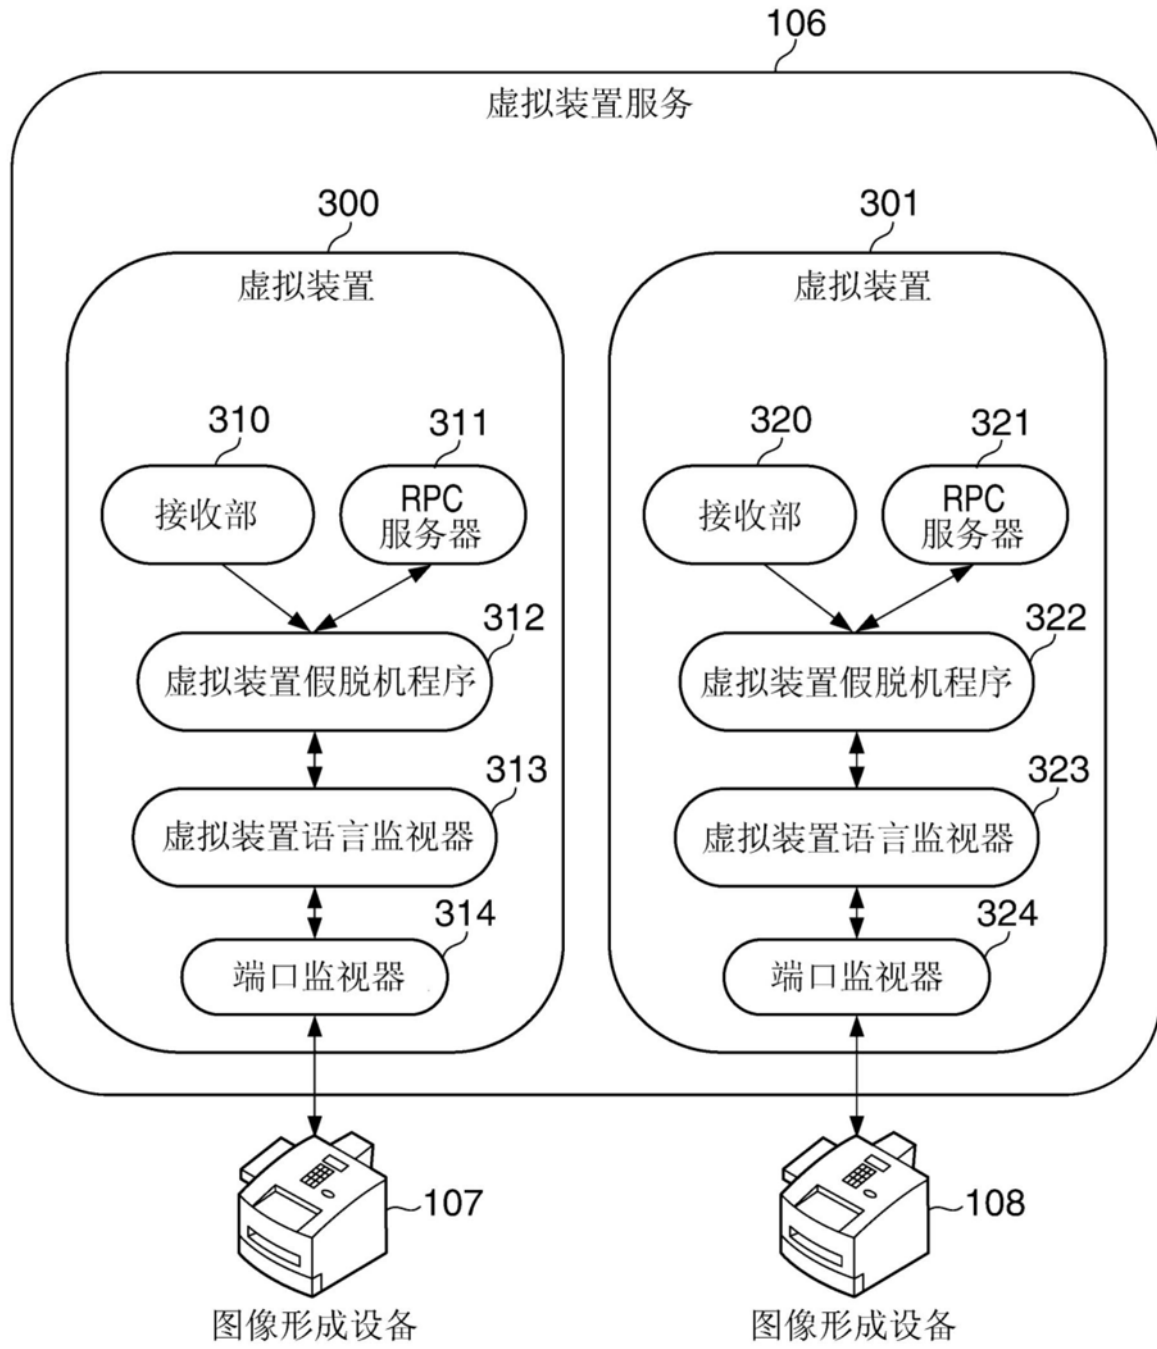 106
虚拟装置服务
300
301
虚拟装置
虚拟装置
310
311
320
321
接收部
RPC
服务器
接收部
RPC
服务器
312
322
虚拟装置假脱机程序
虚拟装置假脱机程序
313
323
虚拟装置语言监视器
虚拟装置语言监视器
314
324
端口监视器
端口监视器
107
108
图像形成设备
图像形成设备